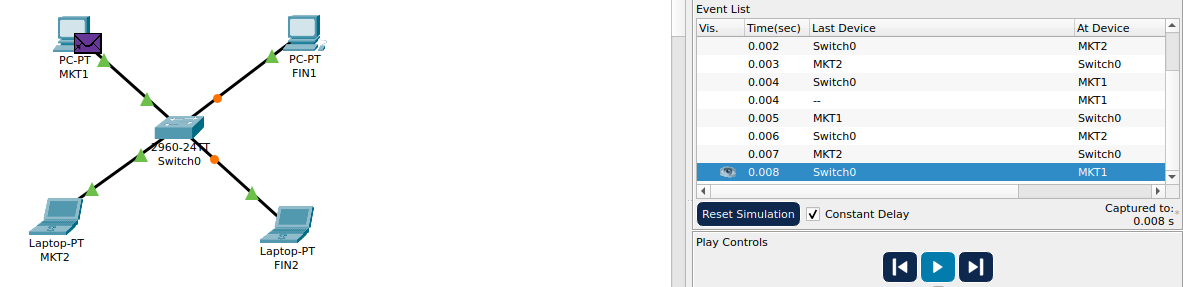 PC-PT
MKT1
PC-PT
FIN1
2960-24TT
Switch0
Laptop-PT
MKT2
Laptop-PT
FIN2
Event List
Vis. Time(sec) Last Device At Device
0.002 Switch0 MKT2
0.003 MKT2 Switch0
0.004 Switch0 MKT1
0.004 -- MKT1
0.005 MKT1 Switch0
0.006 Switch0 MKT2
0.007 MKT2 Switch0
0.008 Switch0 MKT1
Reset Simulation Constant Delay
Captured to:
0.008 s
Play Controls